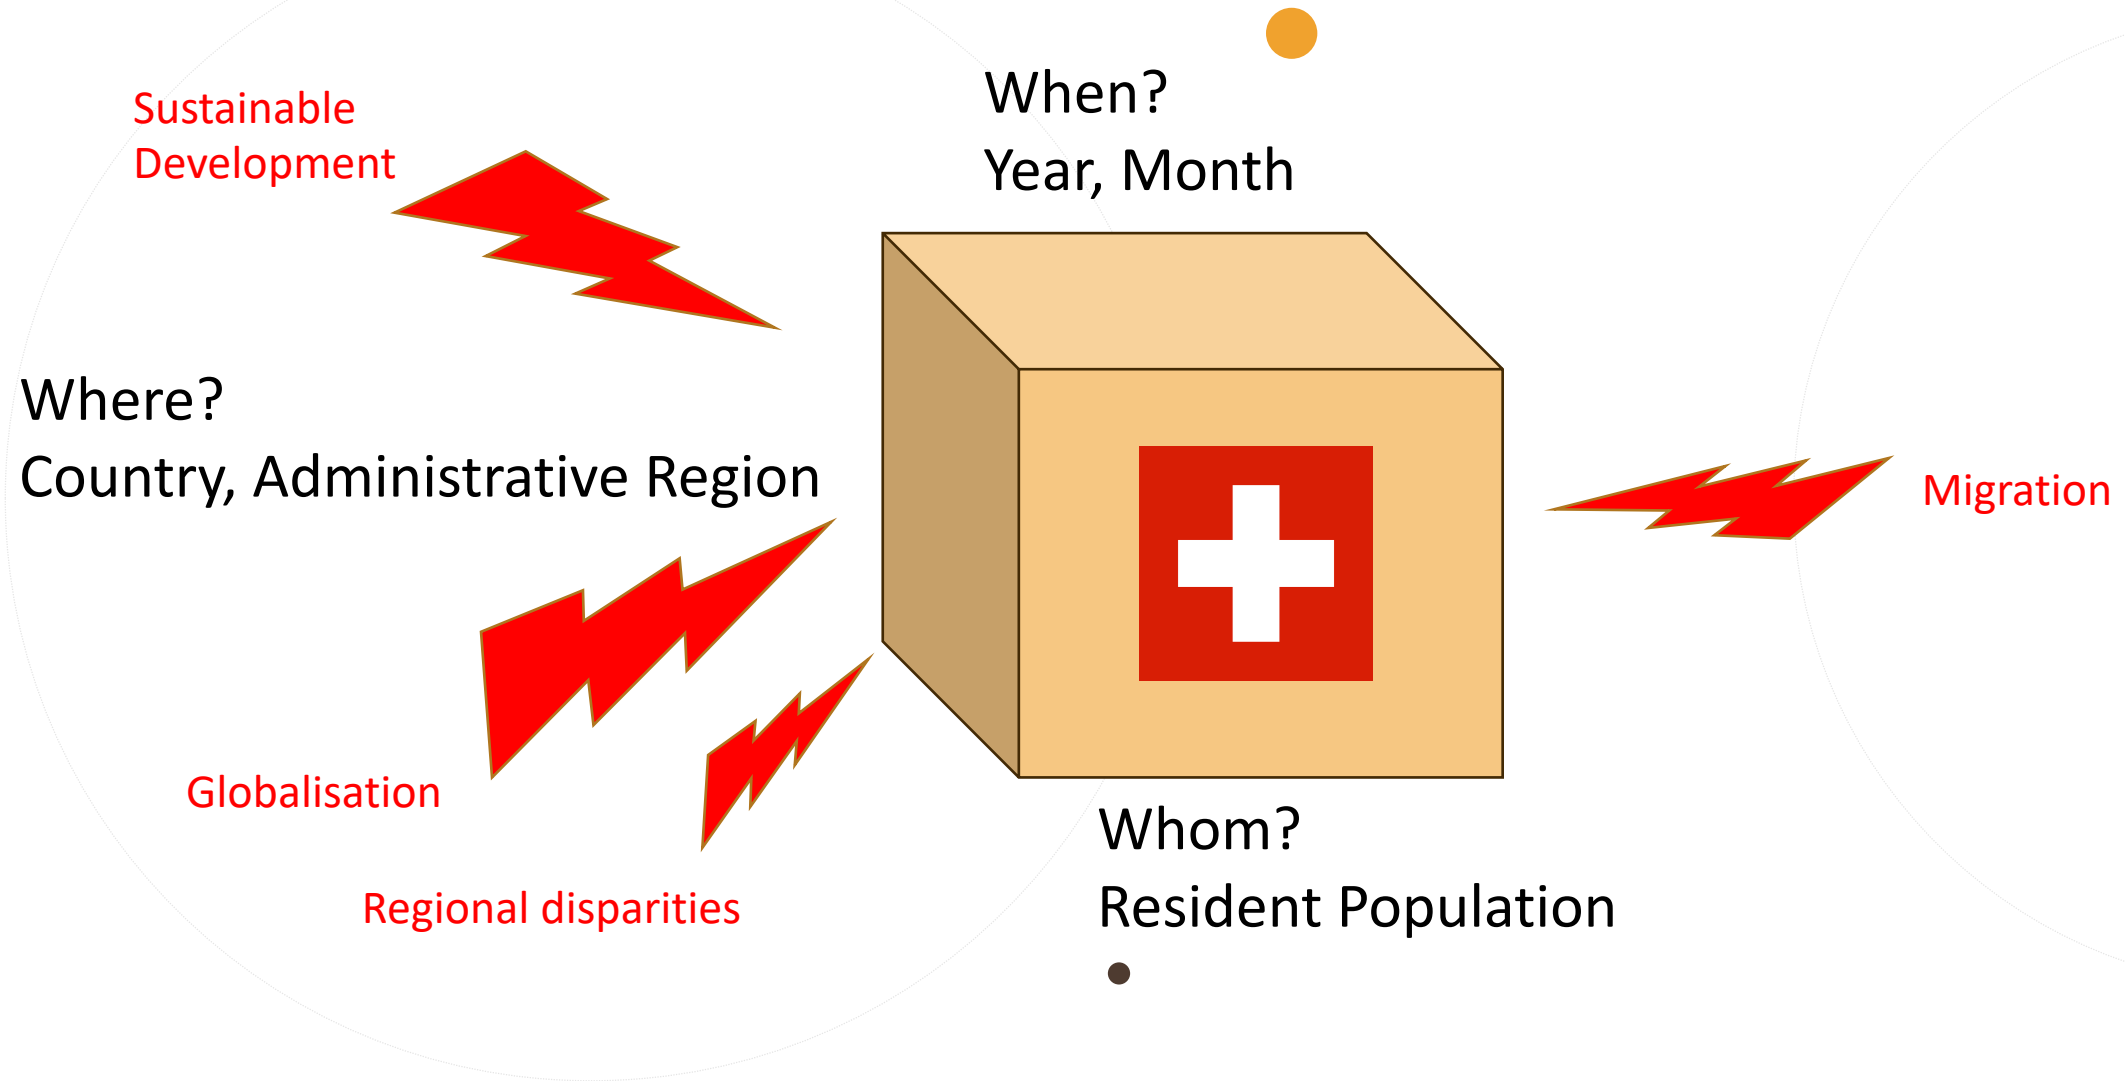 Sustainable
Development
When?
Year, Month
Where?
Country, Administrative Region
Migration
Globalisation
Regional disparities
Whom?
Resident Population